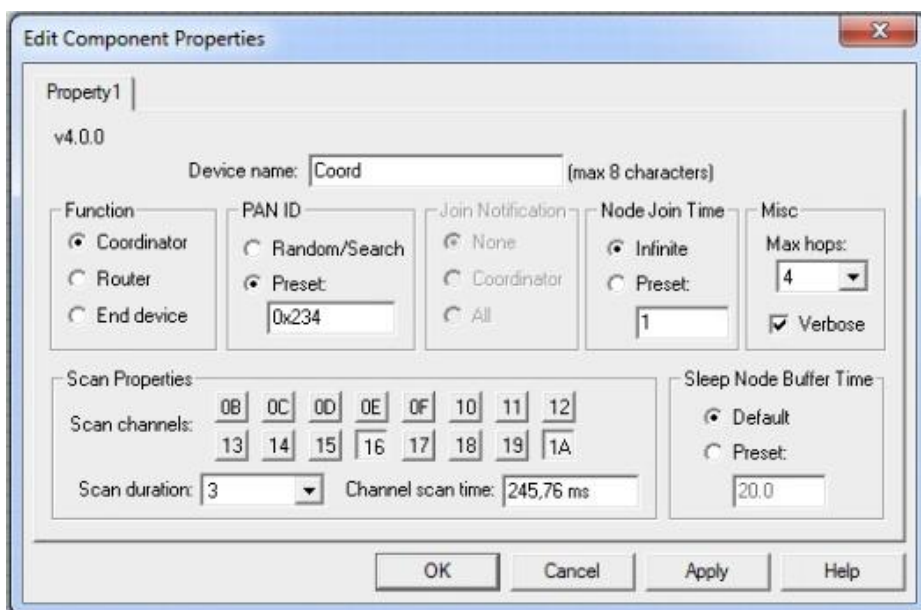 Edit Component Properties
Property1
v4.0.0
Device name: Coord (max 8 characters)
Function
Coordinator
Router
End device
PAN ID
Random/Search
Preset:
0x234
Join Notification
None
Coordinator
All
Node Join Time
Infinite
Preset:
1
Misc
Max hops:
4
Verbose
Scan Properties
Scan channels:
0B 0C 0D 0E 0F 10 11 12
13 14 15 16 17 18 19 1A
Scan duration: 3 Channel scan time: 245,76 ms
Sleep Node Buffer Time
Default
Preset:
20.0
OK Cancel Apply Help